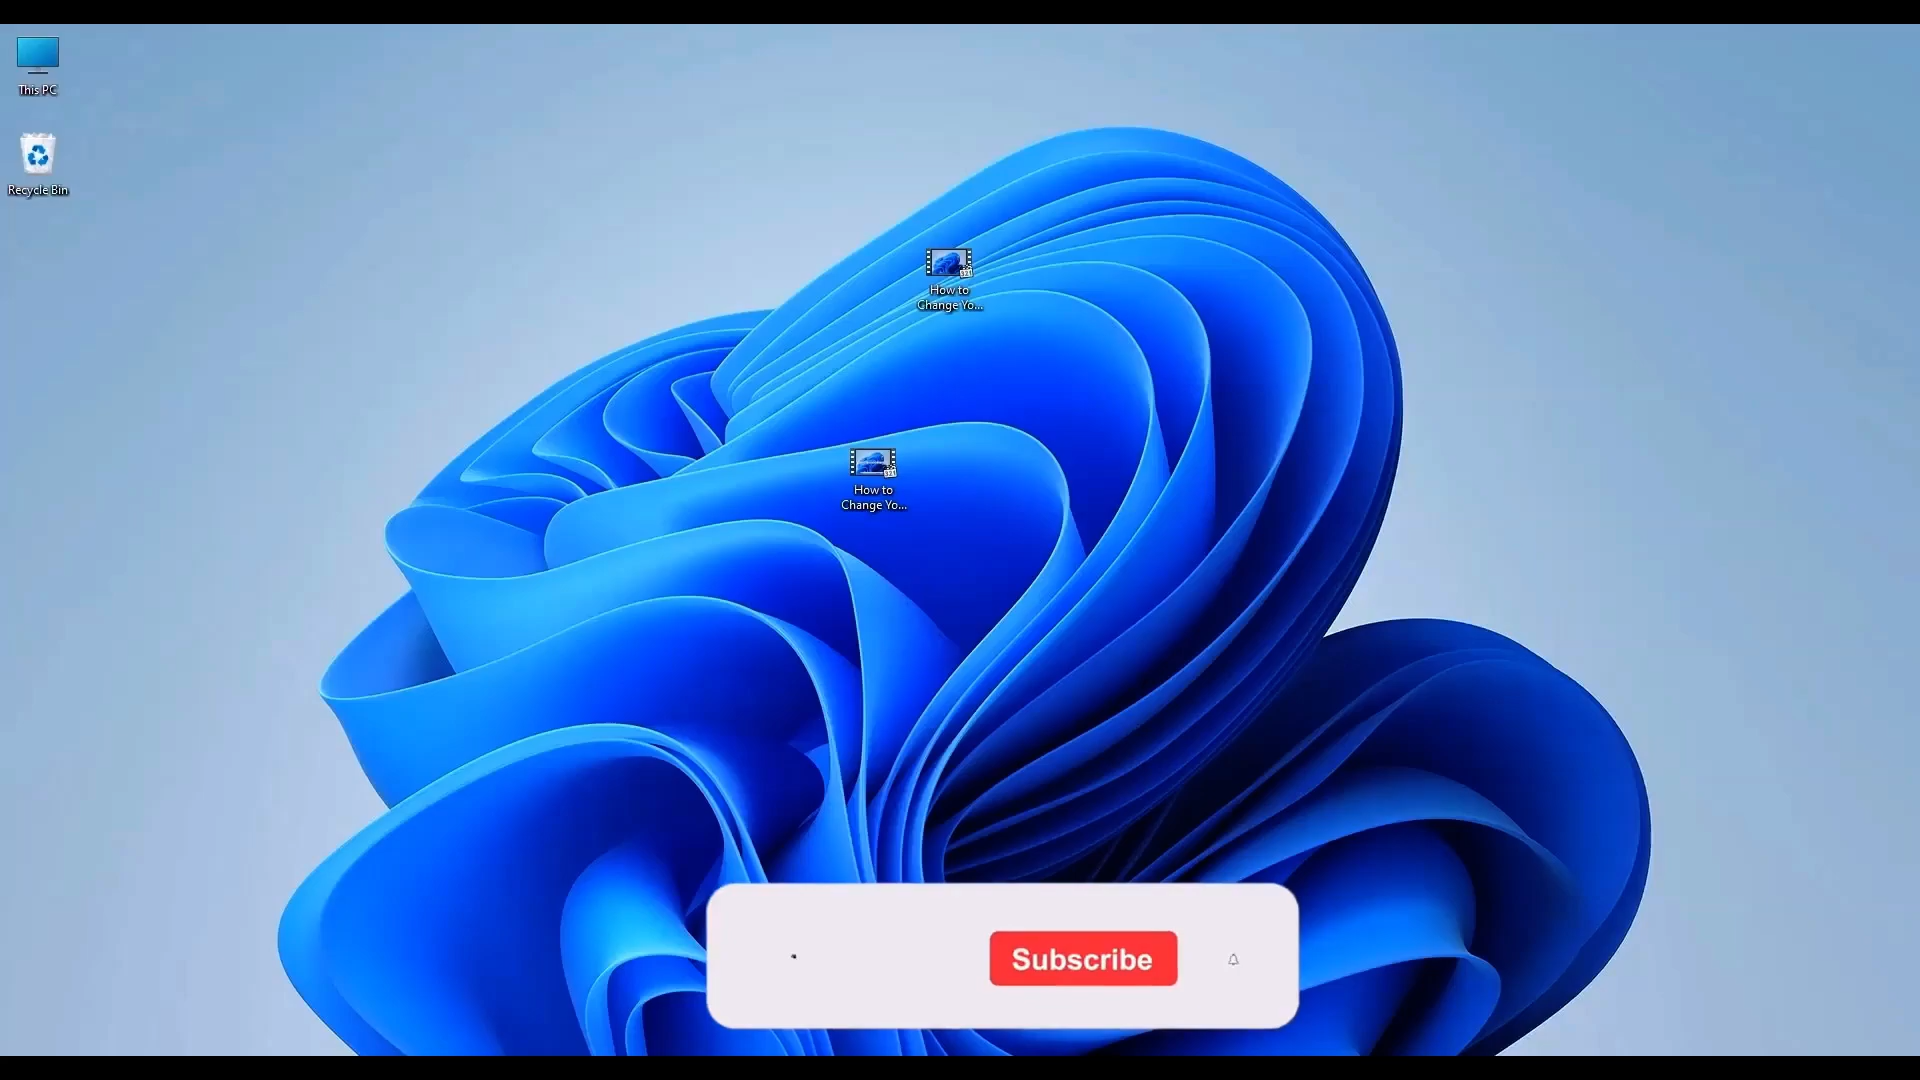 This PC
Recycle Bin
How to
Change Yo...
How to
Change Yo...
Subscribe